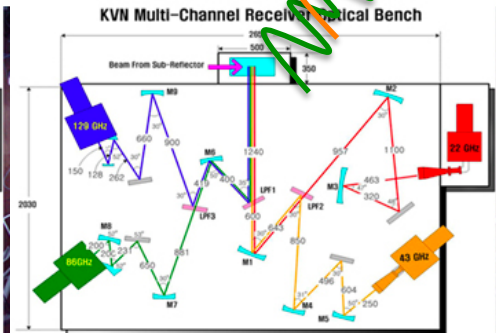 KVN Multi-Channel Receiver Optical Bench
500
Beam From Sub-Reflector
350
M9
M2
129 GHz
22 GHz
660
900
M6
1240
957
1100
150
128
262
419
400
LPF1
M3
463
320
2030
LPF3
600
LPF2
M8
643
M1
850
200
231
86GHz
650
881
43 GHz
496
604
250
M7
M4
M5